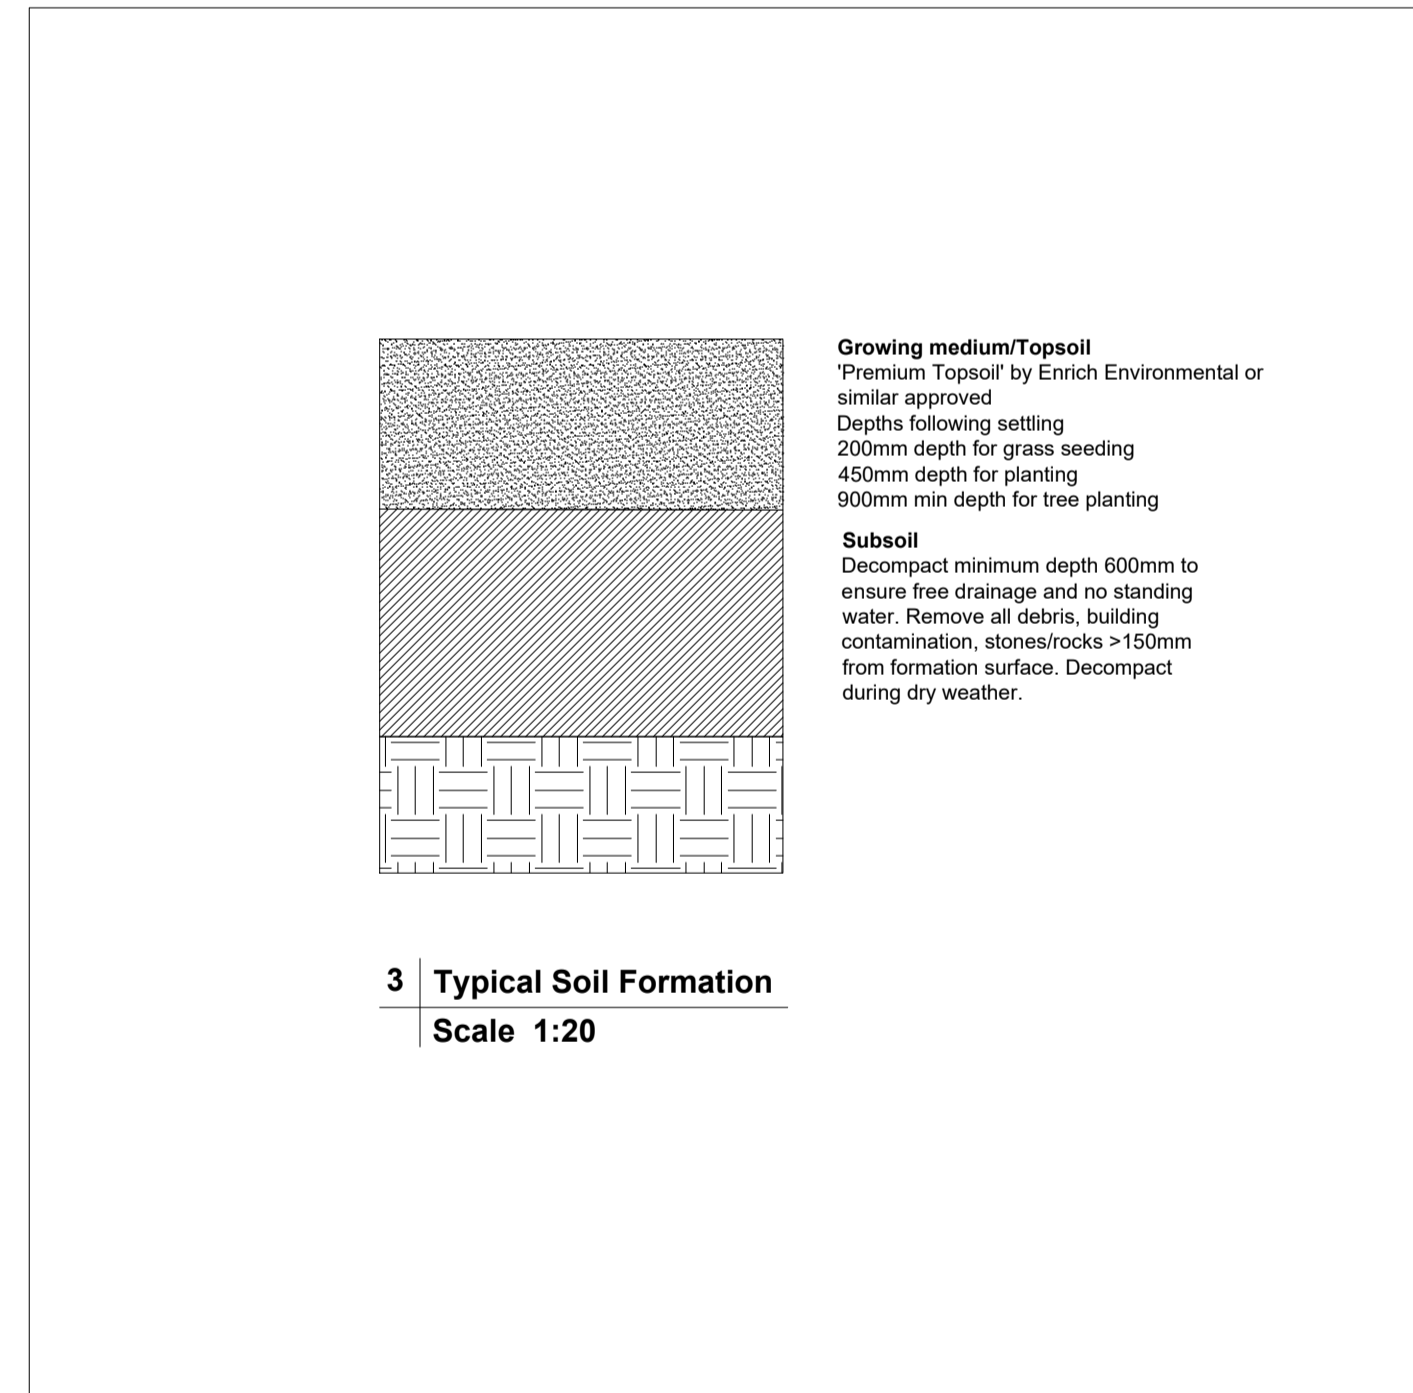 Growing medium/Topsoil
'Premium Topsoil' by Enrich Environmental or
similar approved
Depths following settling
200mm depth for grass seeding
450mm depth for planting
900mm min depth for tree planting
Subsoil
Decompact minimum depth 600mm to
ensure free drainage and no standing
water. Remove all debris, building
contamination, stones/rocks >150mm
from formation surface. Decompact
during dry weather.
3 Typical Soil Formation
Scale 1:20